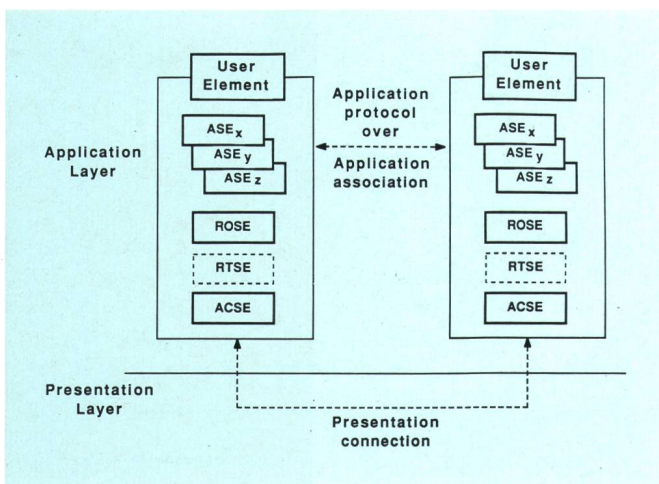 User
Element
ASE x
ASE y
ASE z
ROSE
RTSE
ACSE
Application
Layer
Application
protocol
over
Application
association
User
Element
ASE x
ASE y
ASE z
ROSE
RTSE
ACSE
Presentation
Layer
Presentation
connection